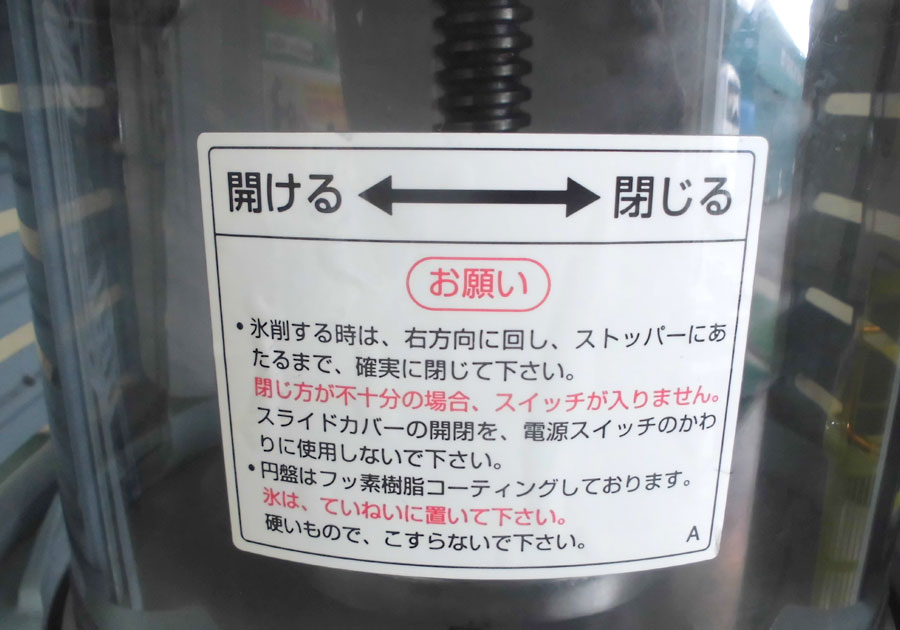 開ける ⟷ 閉じる
お願い
・氷削する時は、右方向に回し、ストッパーにあ
たるまで、確実に閉じて下さい。
閉じ方が不十分の場合、スイッチが入りません。
スライドカバーの開閉を、電源スイッチのかわ
りに使用しないで下さい。
・円盤はフッ素樹脂コーティングしております。
氷は、ていねいに置いて下さい。
硬いもので、こすらないで下さい。
A